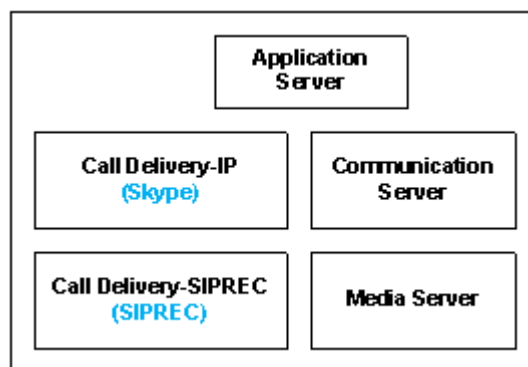 Application
Server
Call Delivery-IP
(Skype)
Communication
Server
Call Delivery-SIPREC
(SIPREC)
Media Server